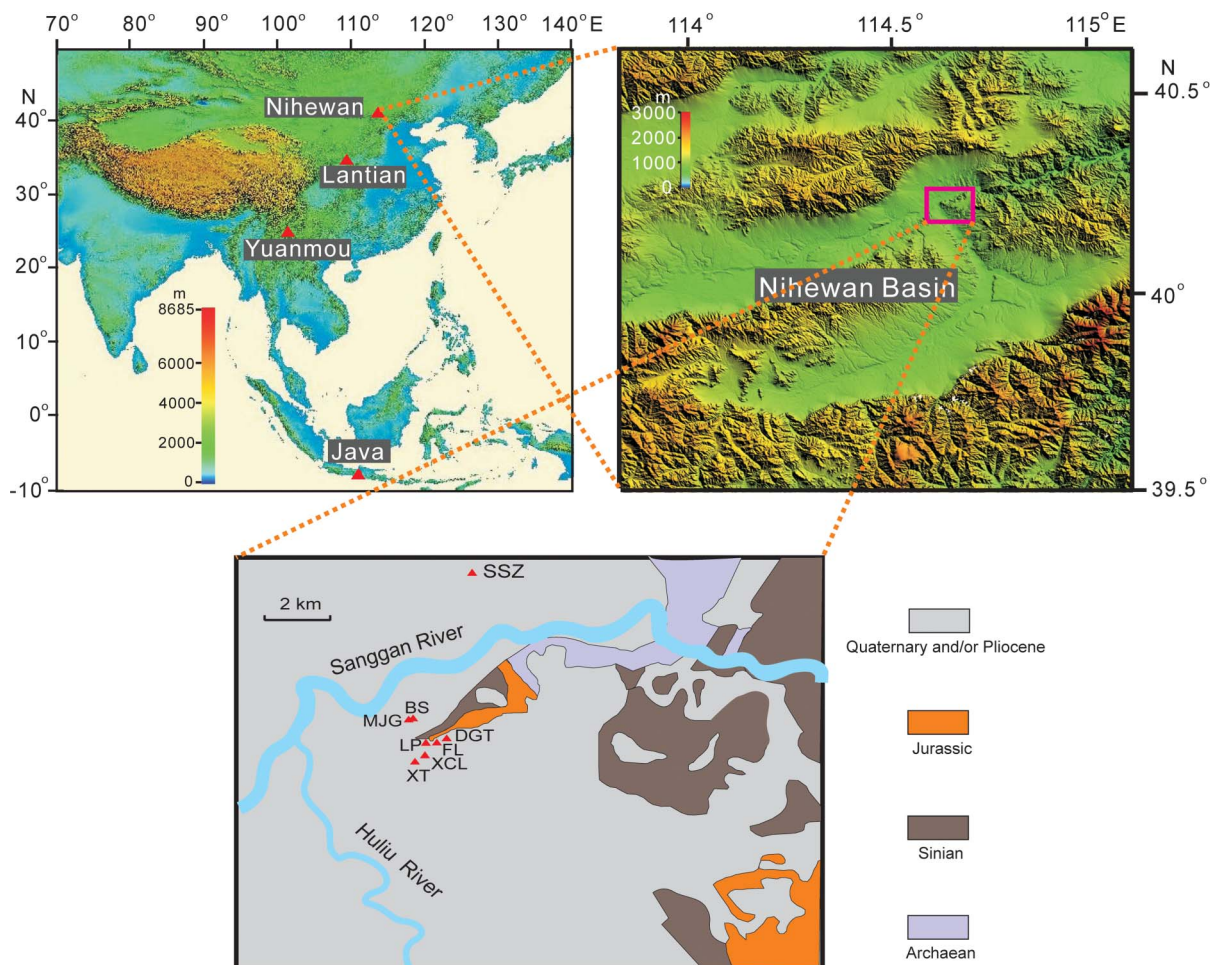 70° 80° 90° 100° 110° 120° 130° 140° E
N
40°
30°
20°
10°
0°
-10°
Nihewan
Lantian
Yuanmou
Java
m
8685
6000
4000
2000
0
114° 114.5° 115° E
N
40.5°
40°
39.5°
m
3000
2000
1000
0
Nihewan Basin
2 km
SSZ
Sanggan River
BS
MJG
DGT
LP
FL
XCL
XT
Huliu River
Quaternary and/or Pliocene
Jurassic
Sinian
Archaean